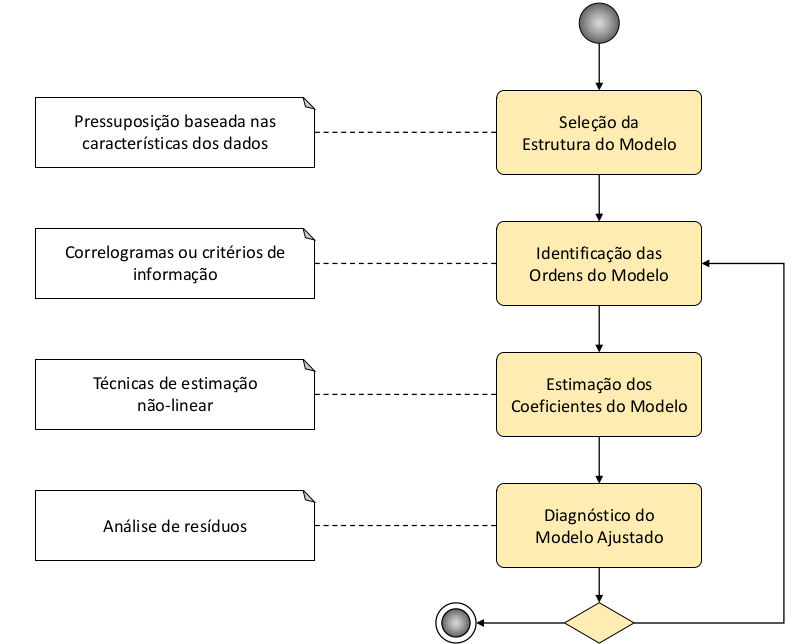 Pressuposição baseada nas
características dos dados
Seleção da
Estrutura do Modelo
Correlogramas ou critérios de
informação
Identificação das
Ordens do Modelo
Técnicas de estimação
não-linear
Estimação dos
Coeficientes do Modelo
Análise de resíduos
Diagnóstico do
Modelo Ajustado